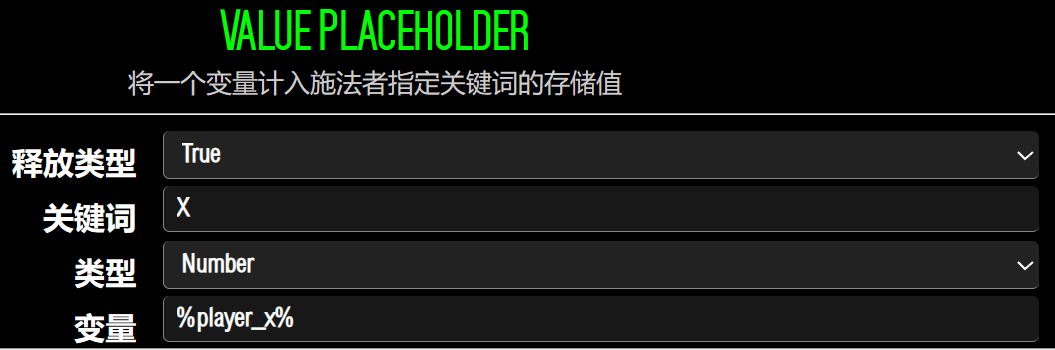 VALUE PLACEHOLDER
将一个变量计入施法者指定关键词的存储值
释放类型 True
关键词 X
类型 Number
变量 %player_x%